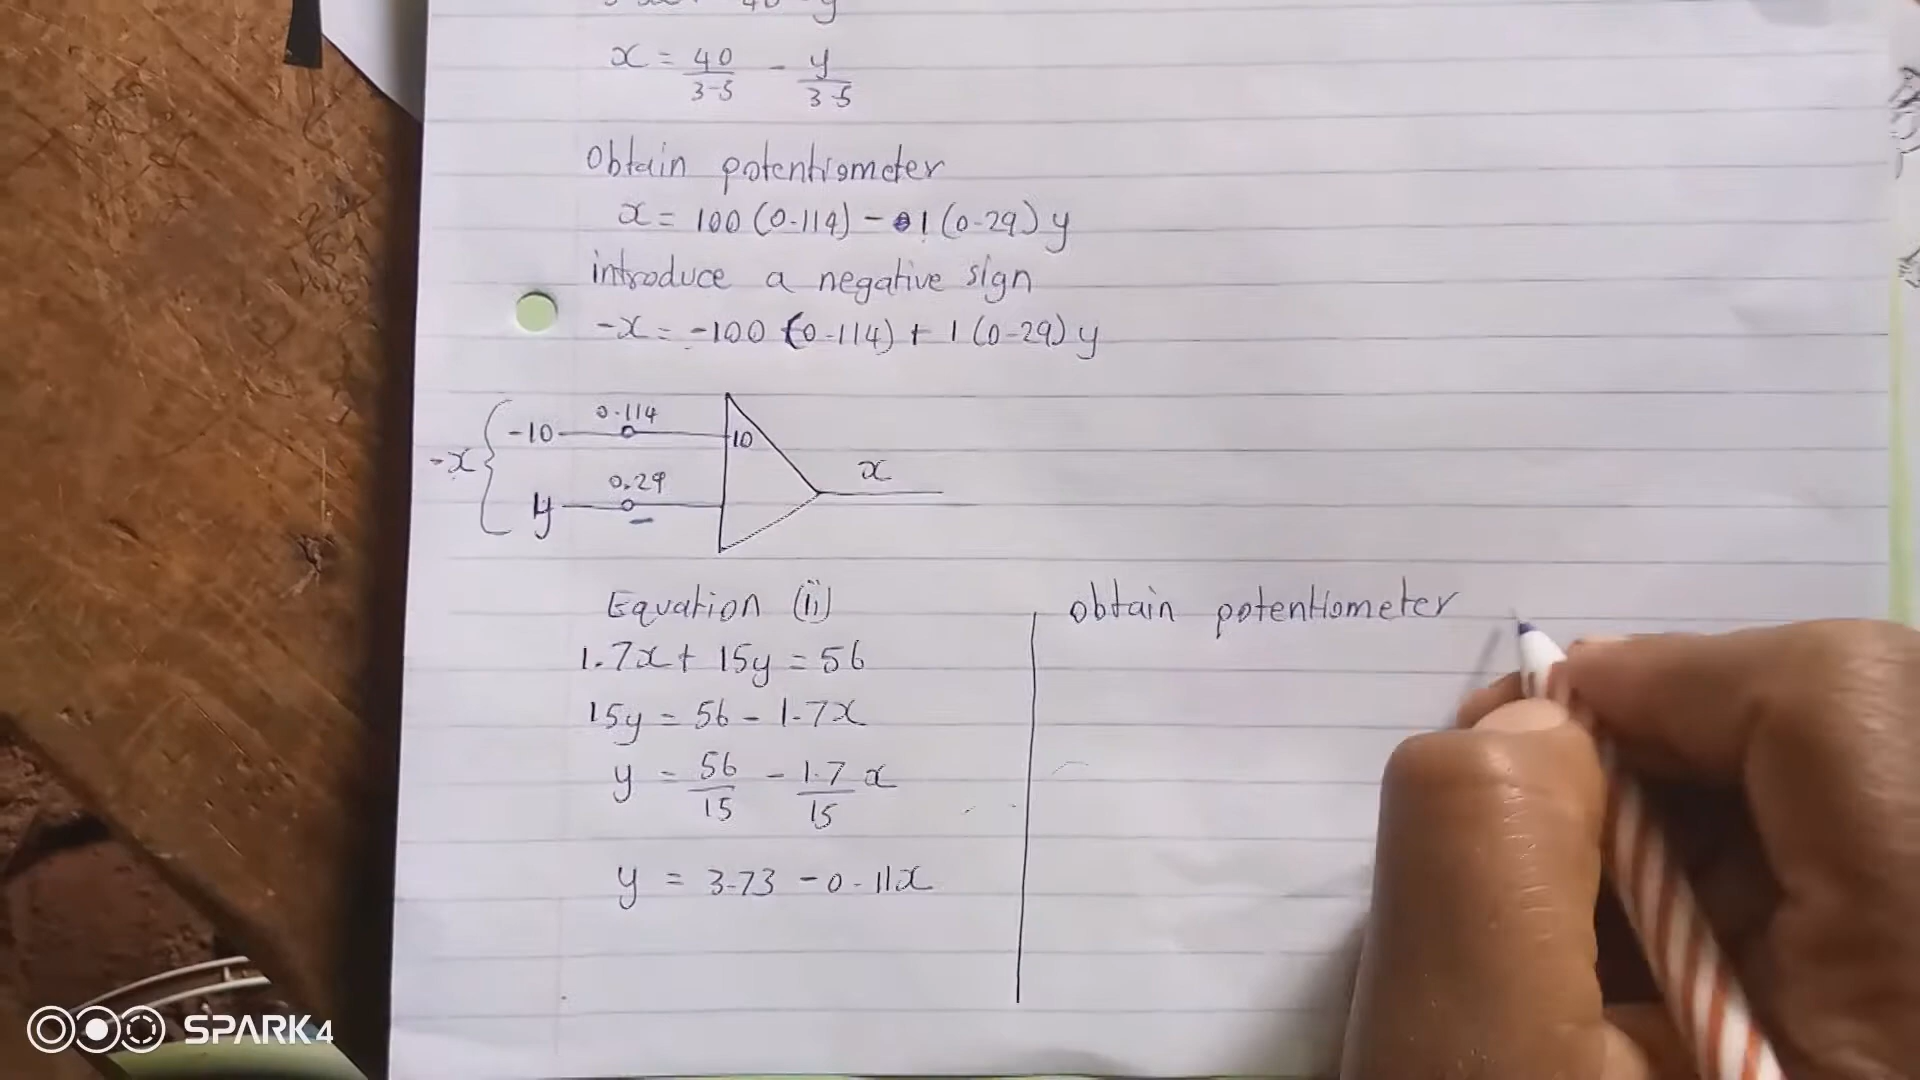 x = 40/3.5 - y/3.5
Obtain potentiometer
x = 100 (0.114) - 1 (0.29) y
introduce a negative sign
-x = -100 (0.114) + 1 (0.29) y
0.114
-10
10
-x {
x
0.29
y
Equation (ii)
1.7x + 15y = 56
15y = 56 - 1.7x
y = 56/15 - 1.7/15 x
y = 3.73 - 0.11x
obtain potentiometer
SPARK 4